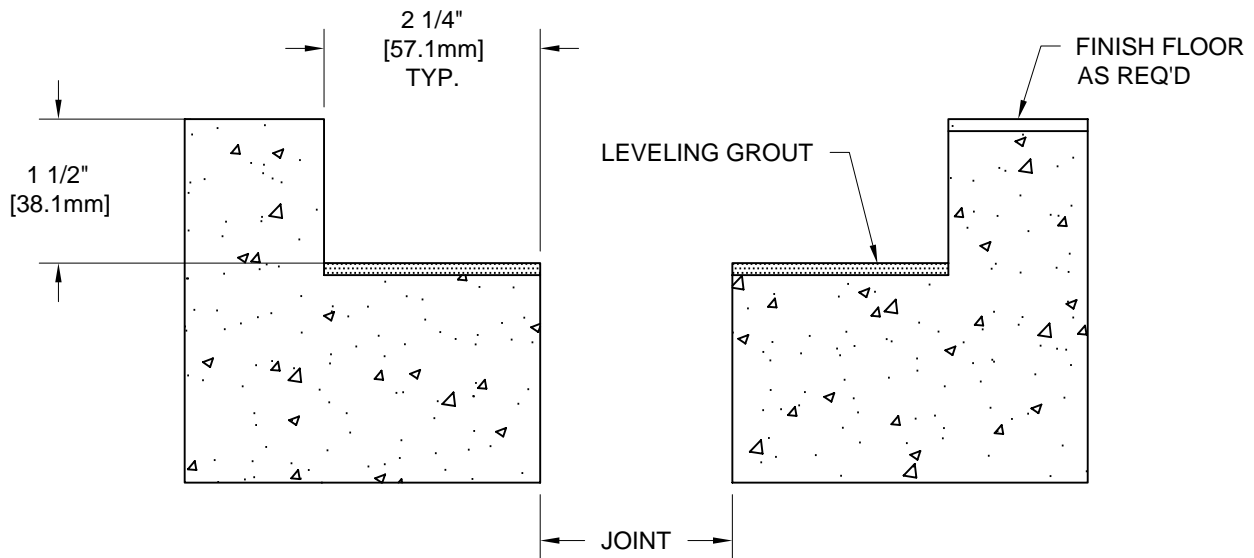 2 1/4"
[57.1mm]
TYP.
FINISH FLOOR
AS REQ'D
LEVELING GROUT
1 1/2"
[38.1mm]
JOINT